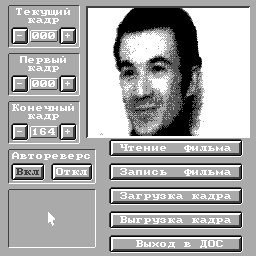 Текущий
кадр
- 000 +
Первый
кадр
- 000 +
Конечный
кадр
- 164 +
Автореверс
Вкл Откл
Чтение фильма
Запись фильма
Загрузка кадра
Выгрузка кадра
Выход в ДОС